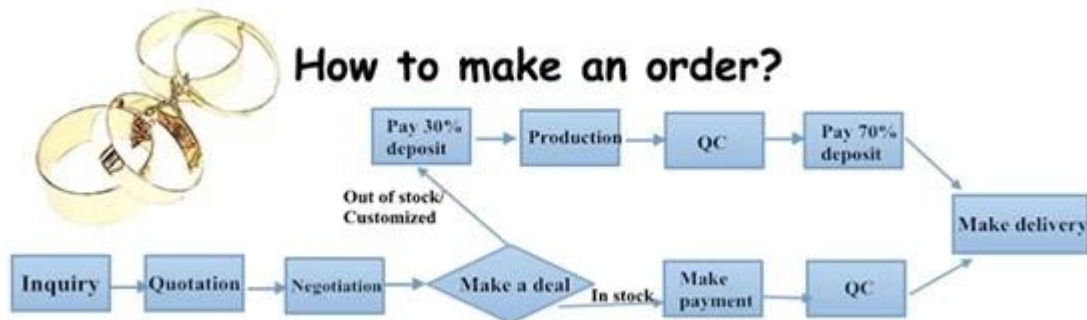 How to make an order?
Pay 30%
deposit
Production
QC
Pay 70%
deposit
Out of stock/
Customized
Make delivery
Inquiry
Quotation
Negotiation
Make a deal
In stock
Make
payment
QC